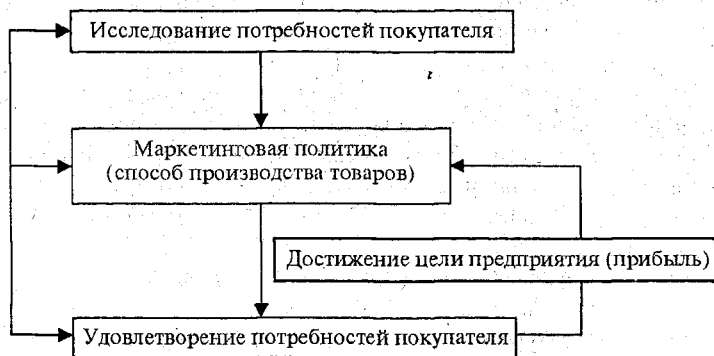 Исследование потребностей покупателя
Маркетинговая политика
(способ производства товаров)
Достижение цели предприятия (прибыль)
Удовлетворение потребностей покупателя